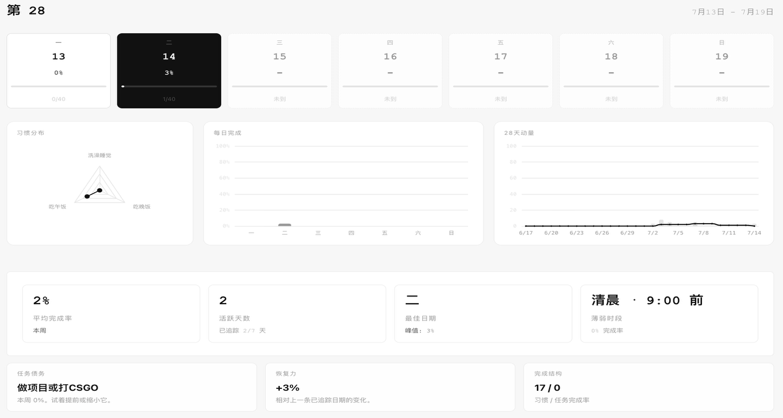 第 28
7月13日 – 7月19日
一 二 三 四 五 六 日
13 14 15 16 17 18 19
0% 3% – – – – –
0/40 1/40 未到 未到 未到 未到 未到
习惯分布
洗澡睡觉
吃午饭
吃晚饭
每日完成
100%
80%
60%
40%
20%
0%
一 二 三 四 五 六 日
28天动量
6/17 6/20 6/23 6/26 6/29 7/2 7/5 7/8 7/11 7/14
2%
平均完成率
本周
2
活跃天数
已追踪 2/7 天
二
最佳日期
峰值: 3%
清晨 · 9:00 前
薄弱时段
0% 完成率
任务债务
做项目或打CSGO
本周 0%。试着提前或缩小它。
恢复力
+3%
相对上一条已追踪日期的变化。
完成结构
17/0
习惯 / 任务完成率